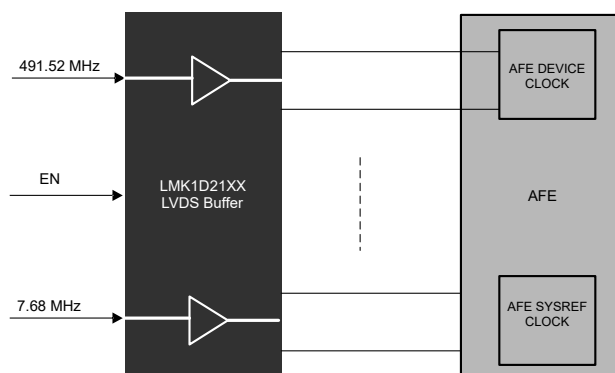 491.52 MHz
AFE DEVICE
CLOCK
EN
LMK1D21XX
LVDS Buffer
AFE
7.68 MHz
AFE SYSREF
CLOCK